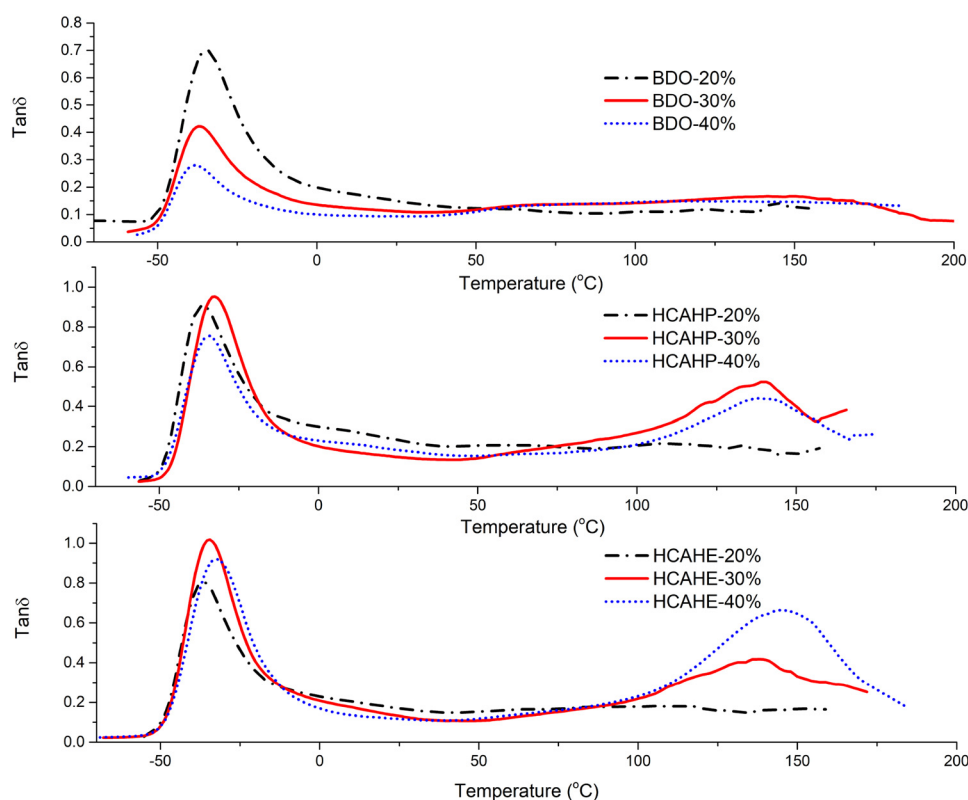 0.8
0.7
0.6
0.5
0.4
0.3
0.2
0.1
0.0
Tanδ
BDO-20%
BDO-30%
BDO-40%
-50 0 50 100 150 200
Temperature (°C)
1.0
0.8
0.6
0.4
0.2
0.0
Tanδ
HCAHP-20%
HCAHP-30%
HCAHP-40%
-50 0 50 100 150 200
Temperature (°C)
1.0
0.8
0.6
0.4
0.2
0.0
Tanδ
HCAHE-20%
HCAHE-30%
HCAHE-40%
-50 0 50 100 150 200
Temperature (°C)